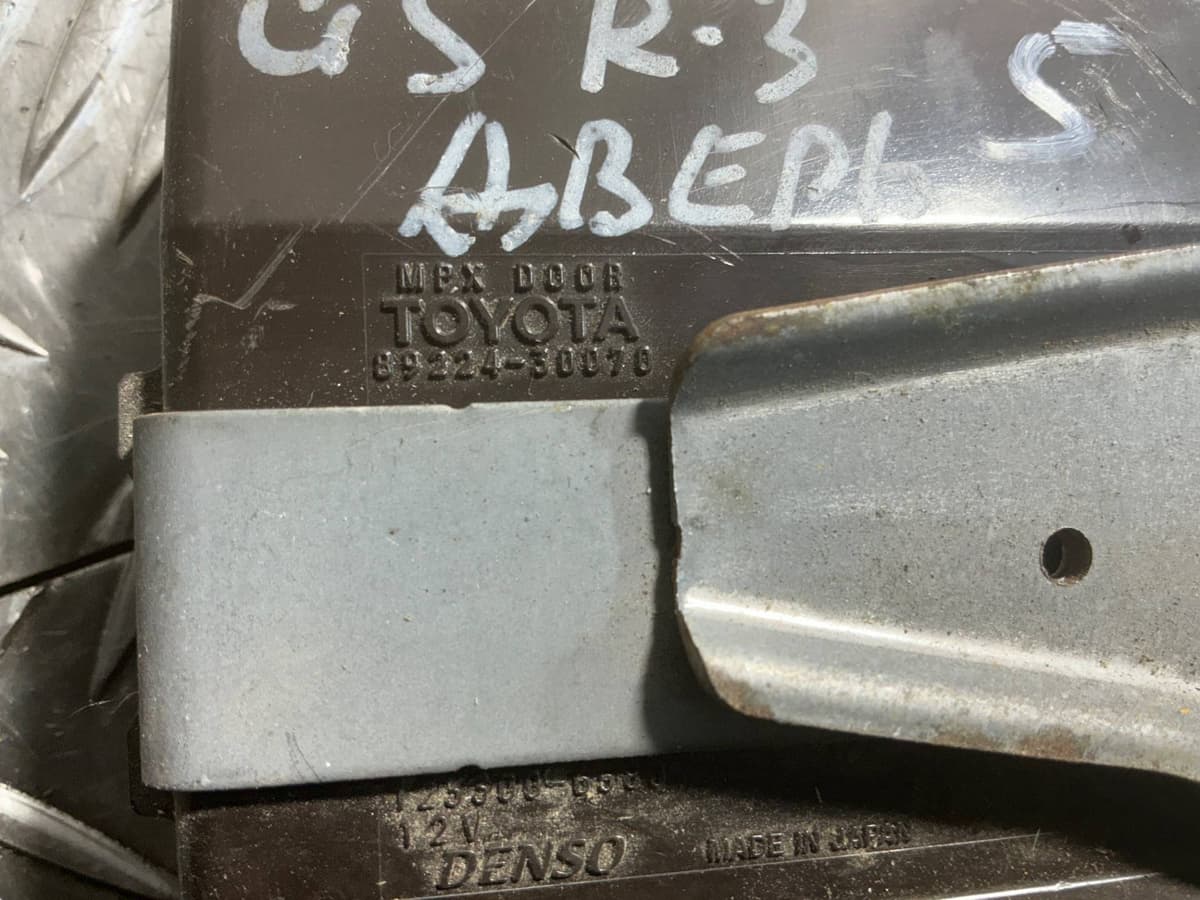 GS R-3
S
ДВЕРЬ
MPX DOOR
TOYOTA
89224-30070
12V
DENSO
MADE IN JAPAN